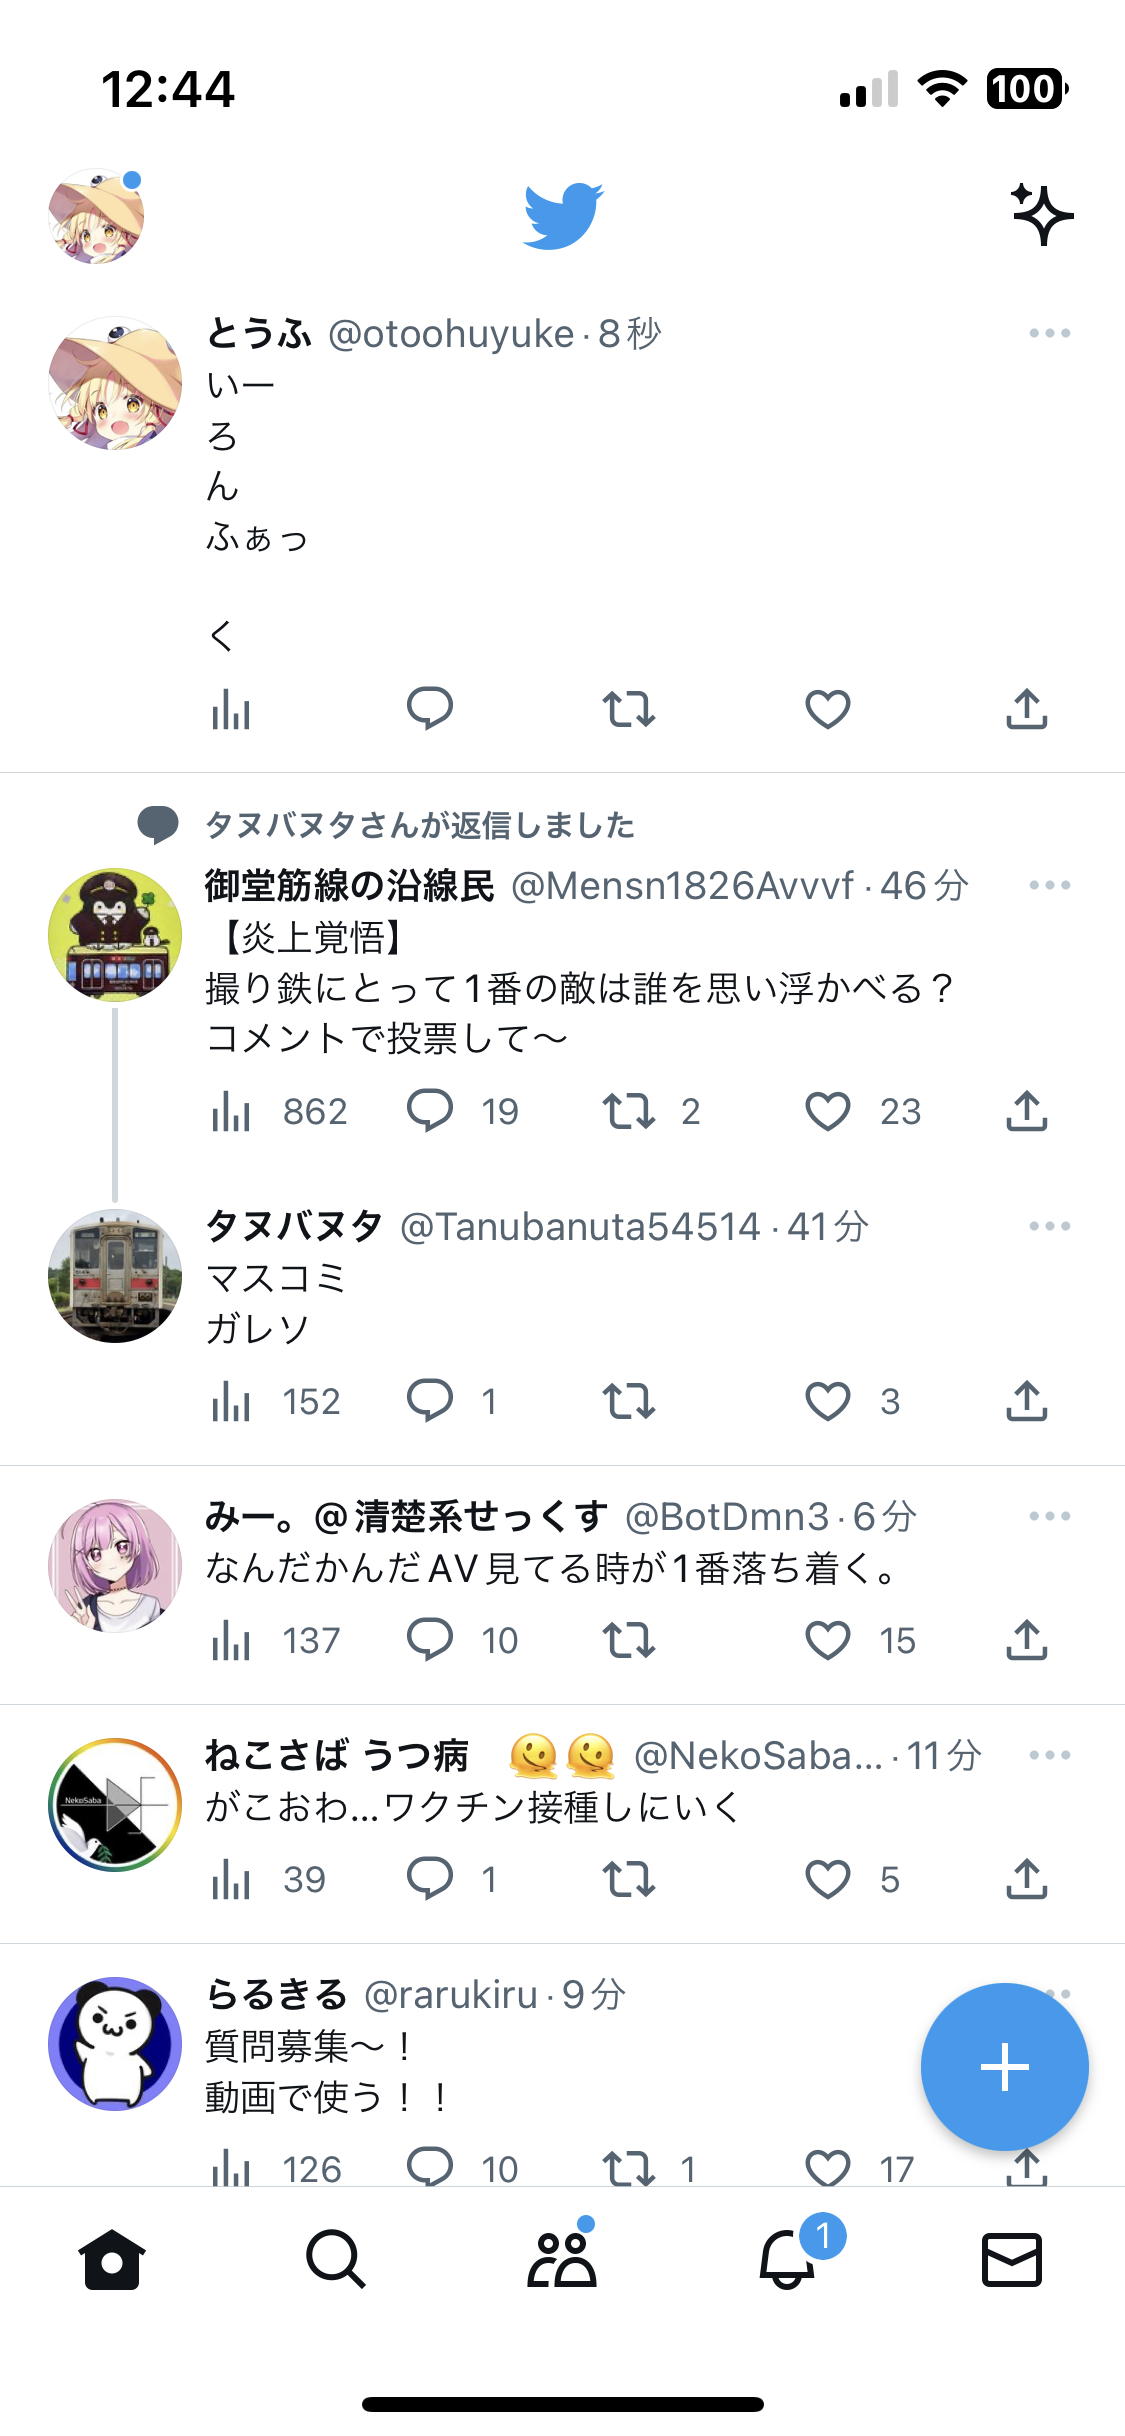 12:44
100
とうふ @otoohuyuke · 8秒
いー
ろ
ん
ふぁっ
く
タヌバヌタさんが返信しました
御堂筋線の沿線民 @Mensn1826Avvvf · 46分
【炎上覚悟】
撮り鉄にとって1番の敵は誰を思い浮かべる？
コメントで投票して〜
862 19 2 23
タヌバヌタ @Tanubanuta54514 · 41分
マスコミ
ガレソ
152 1 3
みー。@清楚系せっくす @BotDmn3 · 6分
なんだかんだAV見てる時が1番落ち着く。
137 10 15
ねこさば うつ病 🫠🫠 @NekoSaba... · 11分
NekoSaba
がこおわ...ワクチン接種しにいく
39 1 5
らるきる @rarukiru · 9分
質問募集〜！
動画で使う！！
126 10 1 17
1